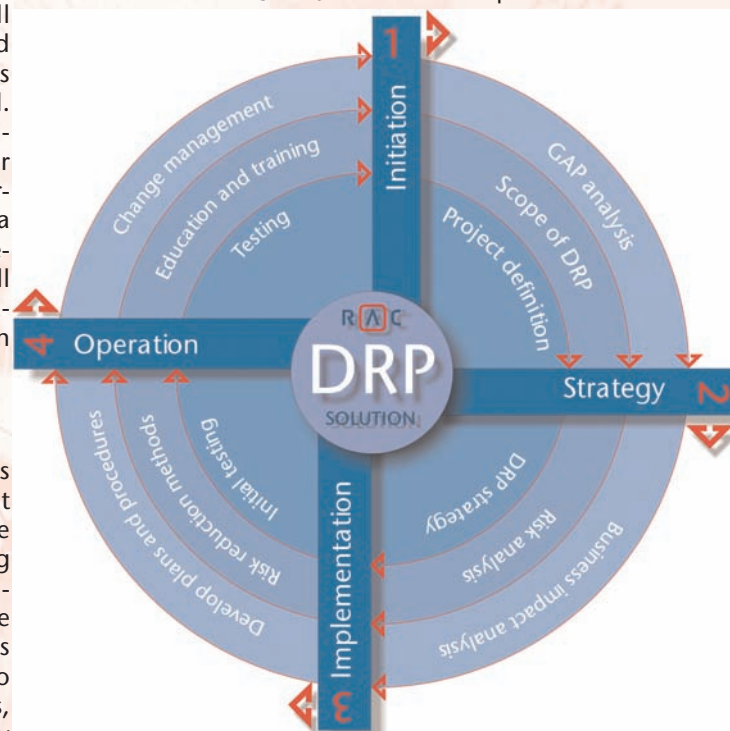 1
Initiation
GAP analysis
Scope of DRP
Project definition
2
Strategy
Business impact analysis
Risk analysis
DRP strategy
3
Implementation
Develop plans and procedures
Risk reduction methods
Initial testing
4
Operation
Change management
Education and training
Testing
RAC
DRP
SOLUTION